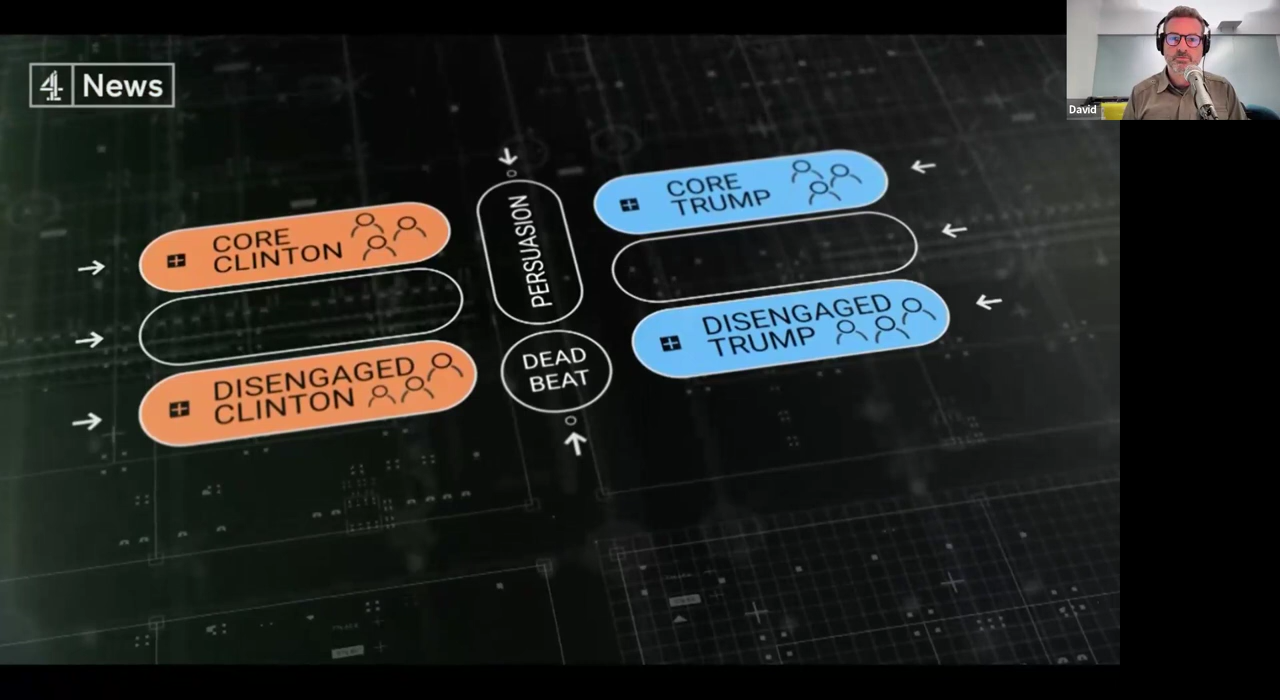 4 News
David
CORE
CLINTON
DISENGAGED
CLINTON
PERSUASION
DEAD
BEAT
CORE
TRUMP
DISENGAGED
TRUMP